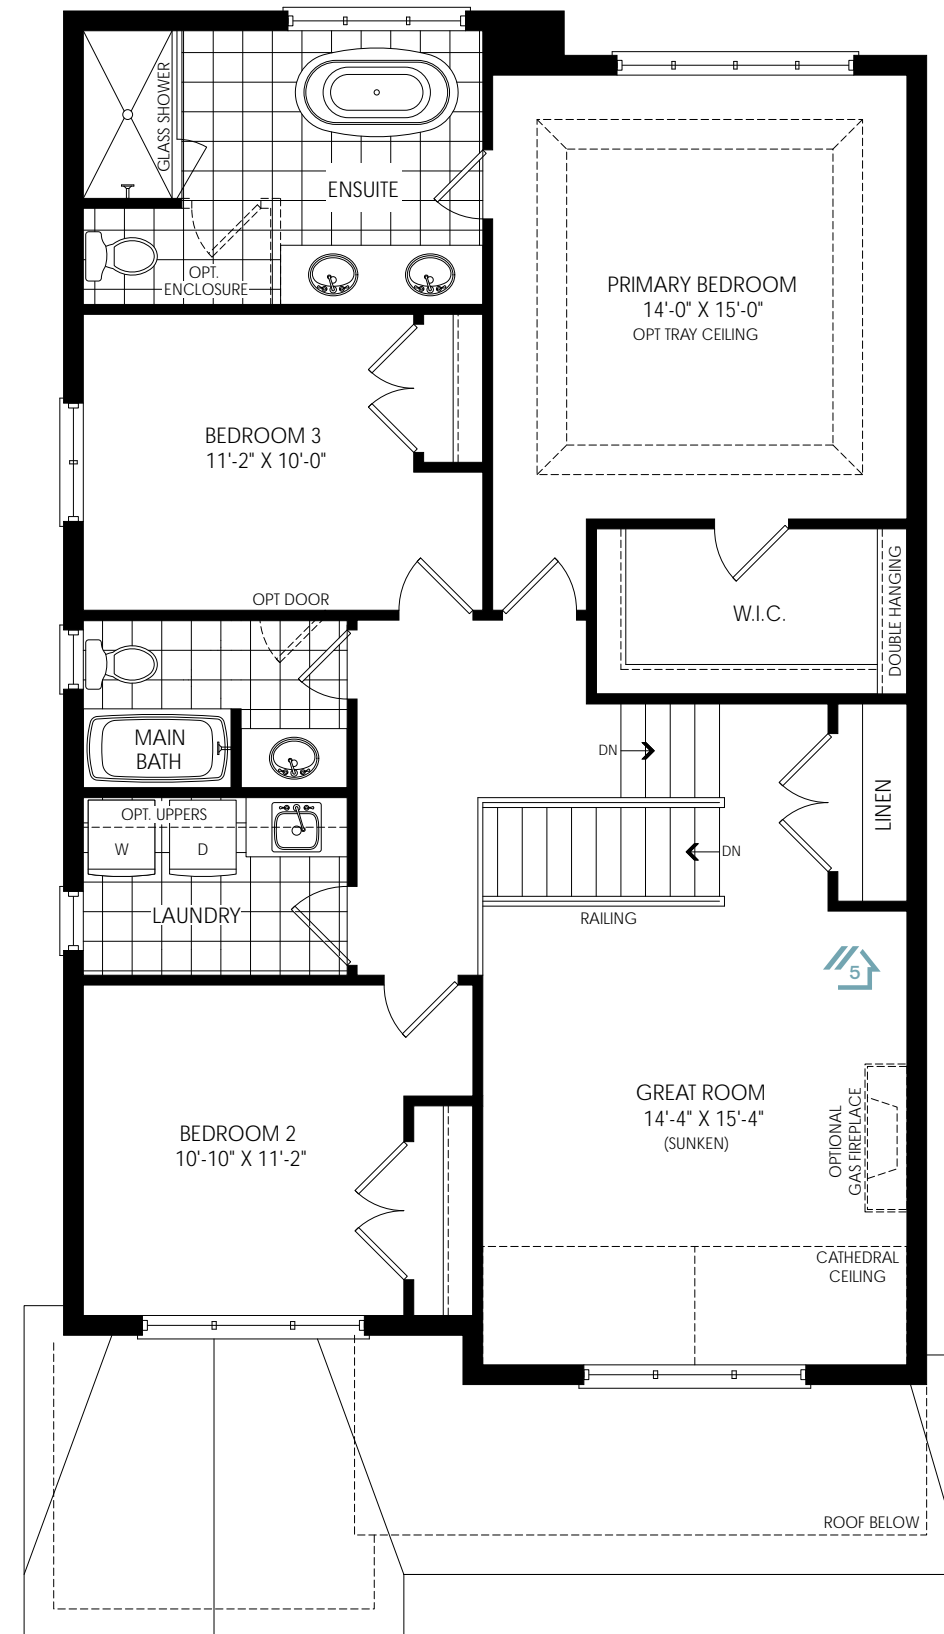 GLASS SHOWER
ENSUITE
OPT.
ENCLOSURE
PRIMARY BEDROOM
14'-0" X 15'-0"
OPT TRAY CEILING
BEDROOM 3
11'-2" X 10'-0"
OPT DOOR
W.I.C.
DOUBLE HANGING
MAIN
BATH
DN
LINEN
OPT. UPPERS
W
D
DN
LAUNDRY
RAILING
5
GREAT ROOM
14'-4" X 15'-4"
(SUNKEN)
OPTIONAL
GAS FIREPLACE
BEDROOM 2
10'-10" X 11'-2"
CATHEDRAL
CEILING
ROOF BELOW